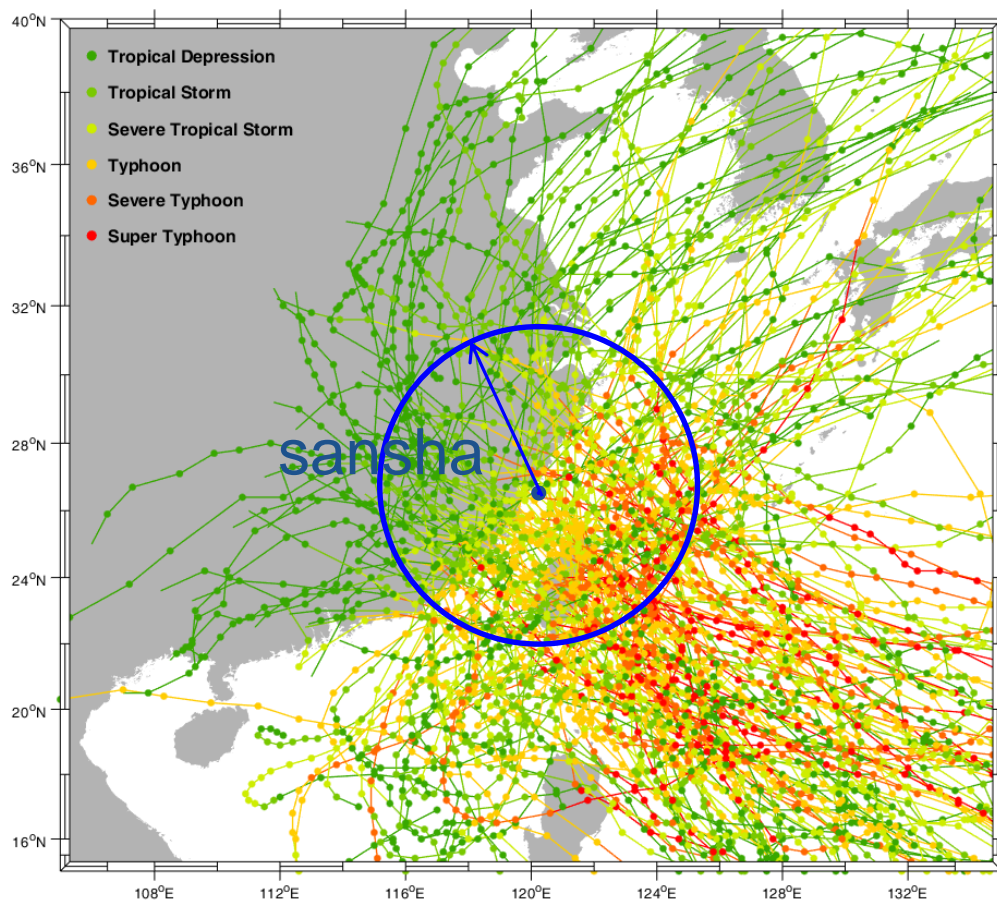 40°N
Tropical Depression
Tropical Storm
Severe Tropical Storm
Typhoon
Severe Typhoon
Super Typhoon
36°N
32°N
28°N
sansha
24°N
20°N
16°N
108°E
112°E
116°E
120°E
124°E
128°E
132°E